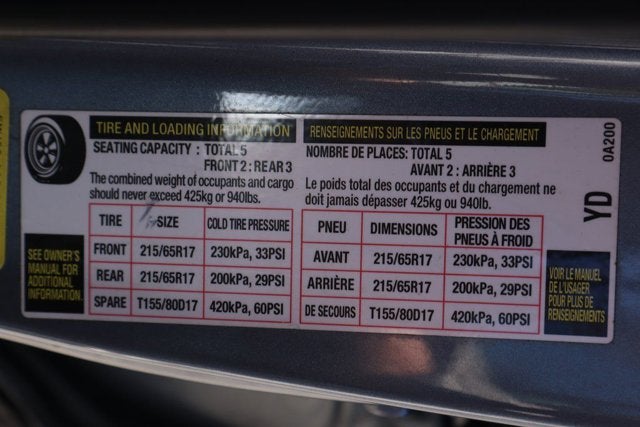 TIRE AND LOADING INFORMATION
SEATING CAPACITY : TOTAL 5
FRONT 2 : REAR 3
The combined weight of occupants and cargo
should never exceed 425kg or 940lbs.
TIRE SIZE COLD TIRE PRESSURE
FRONT 215/65R17 230kPa, 33PSI
REAR 215/65R17 200kPa, 29PSI
SPARE T155/80D17 420kPa, 60PSI
SEE OWNER'S
MANUAL FOR
ADDITIONAL
INFORMATION.
RENSEIGNEMENTS SUR LES PNEUS ET LE CHARGEMENT
NOMBRE DE PLACES: TOTAL 5
AVANT 2 : ARRIÈRE 3
Le poids total des occupants et du chargement ne
doit jamais dépasser 425kg ou 940lb.
PNEU DIMENSIONS PRESSION DES
PNEUS À FROID
AVANT 215/65R17 230kPa, 33PSI
ARRIÈRE 215/65R17 200kPa, 29PSI
DE SECOURS T155/80D17 420kPa, 60PSI
VOIR LE MANUEL
DE L'USAGER
POUR PLUS DE
RENSEIGNEMENTS
YD
0A200